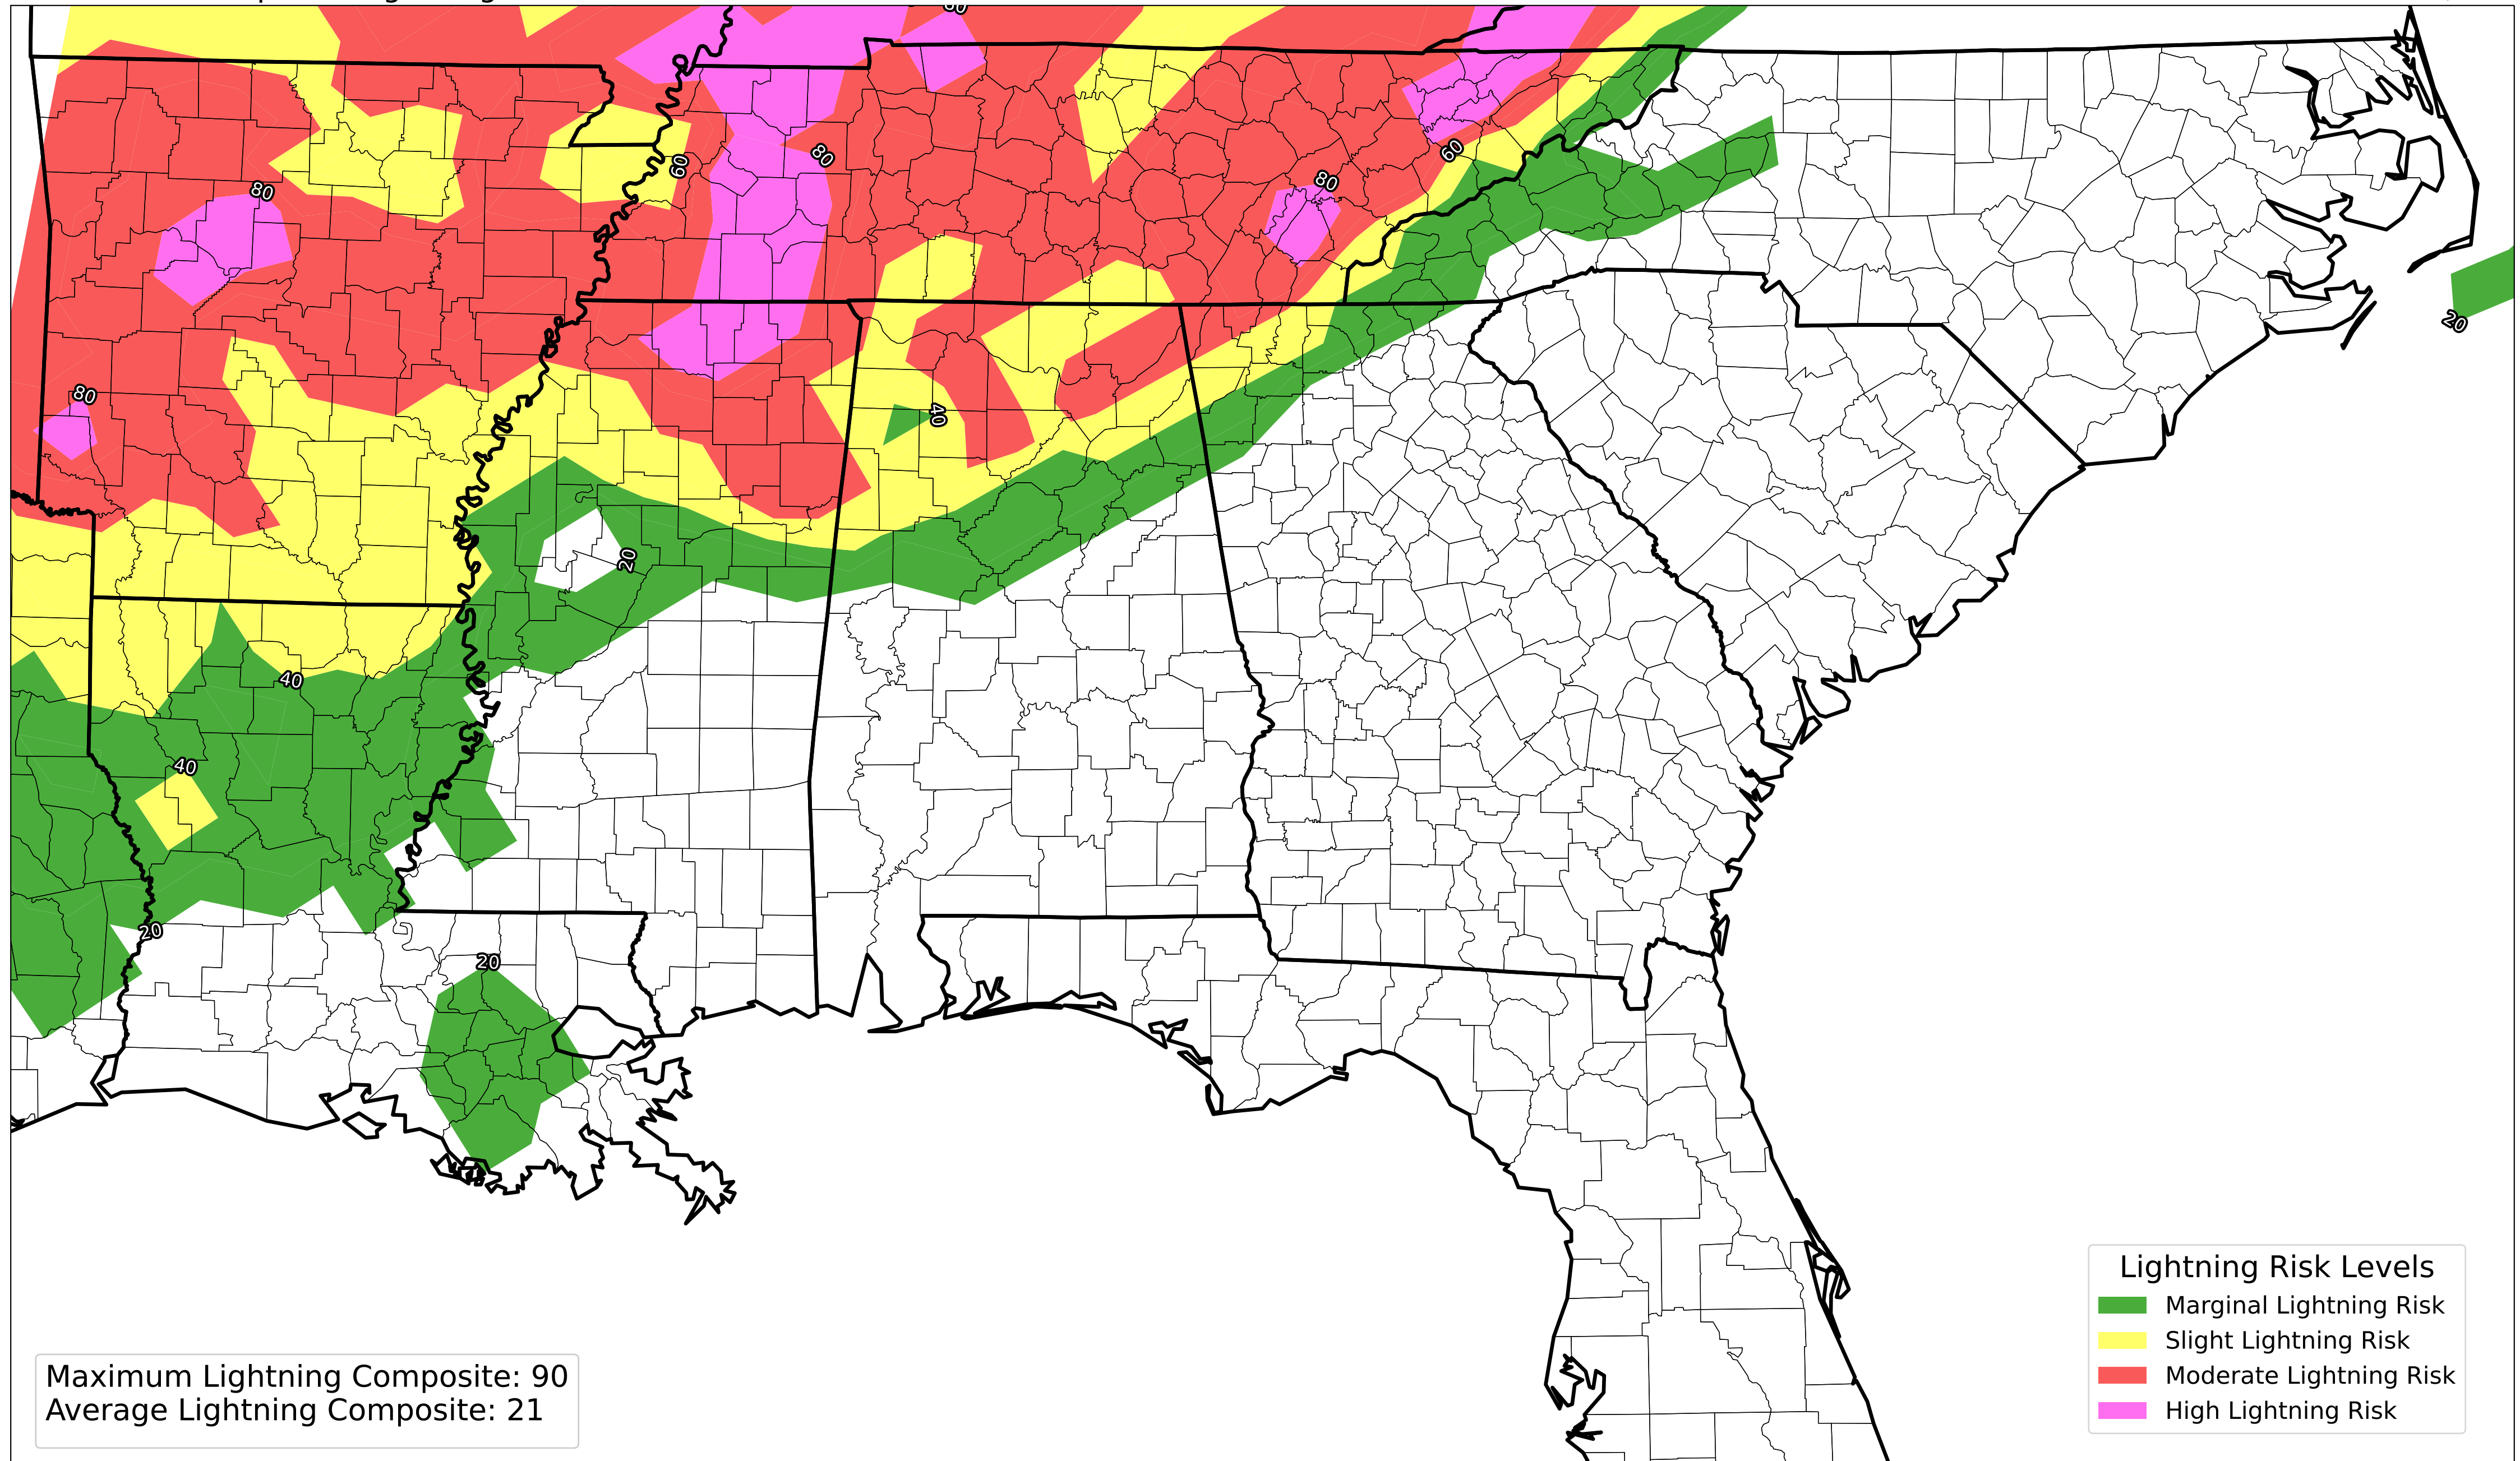 60
80
60
80
60
80
20
80
40
20
40
40
20
20
Lightning Risk Levels
Marginal Lightning Risk
Slight Lightning Risk
Moderate Lightning Risk
High Lightning Risk
Maximum Lightning Composite: 90
Average Lightning Composite: 21